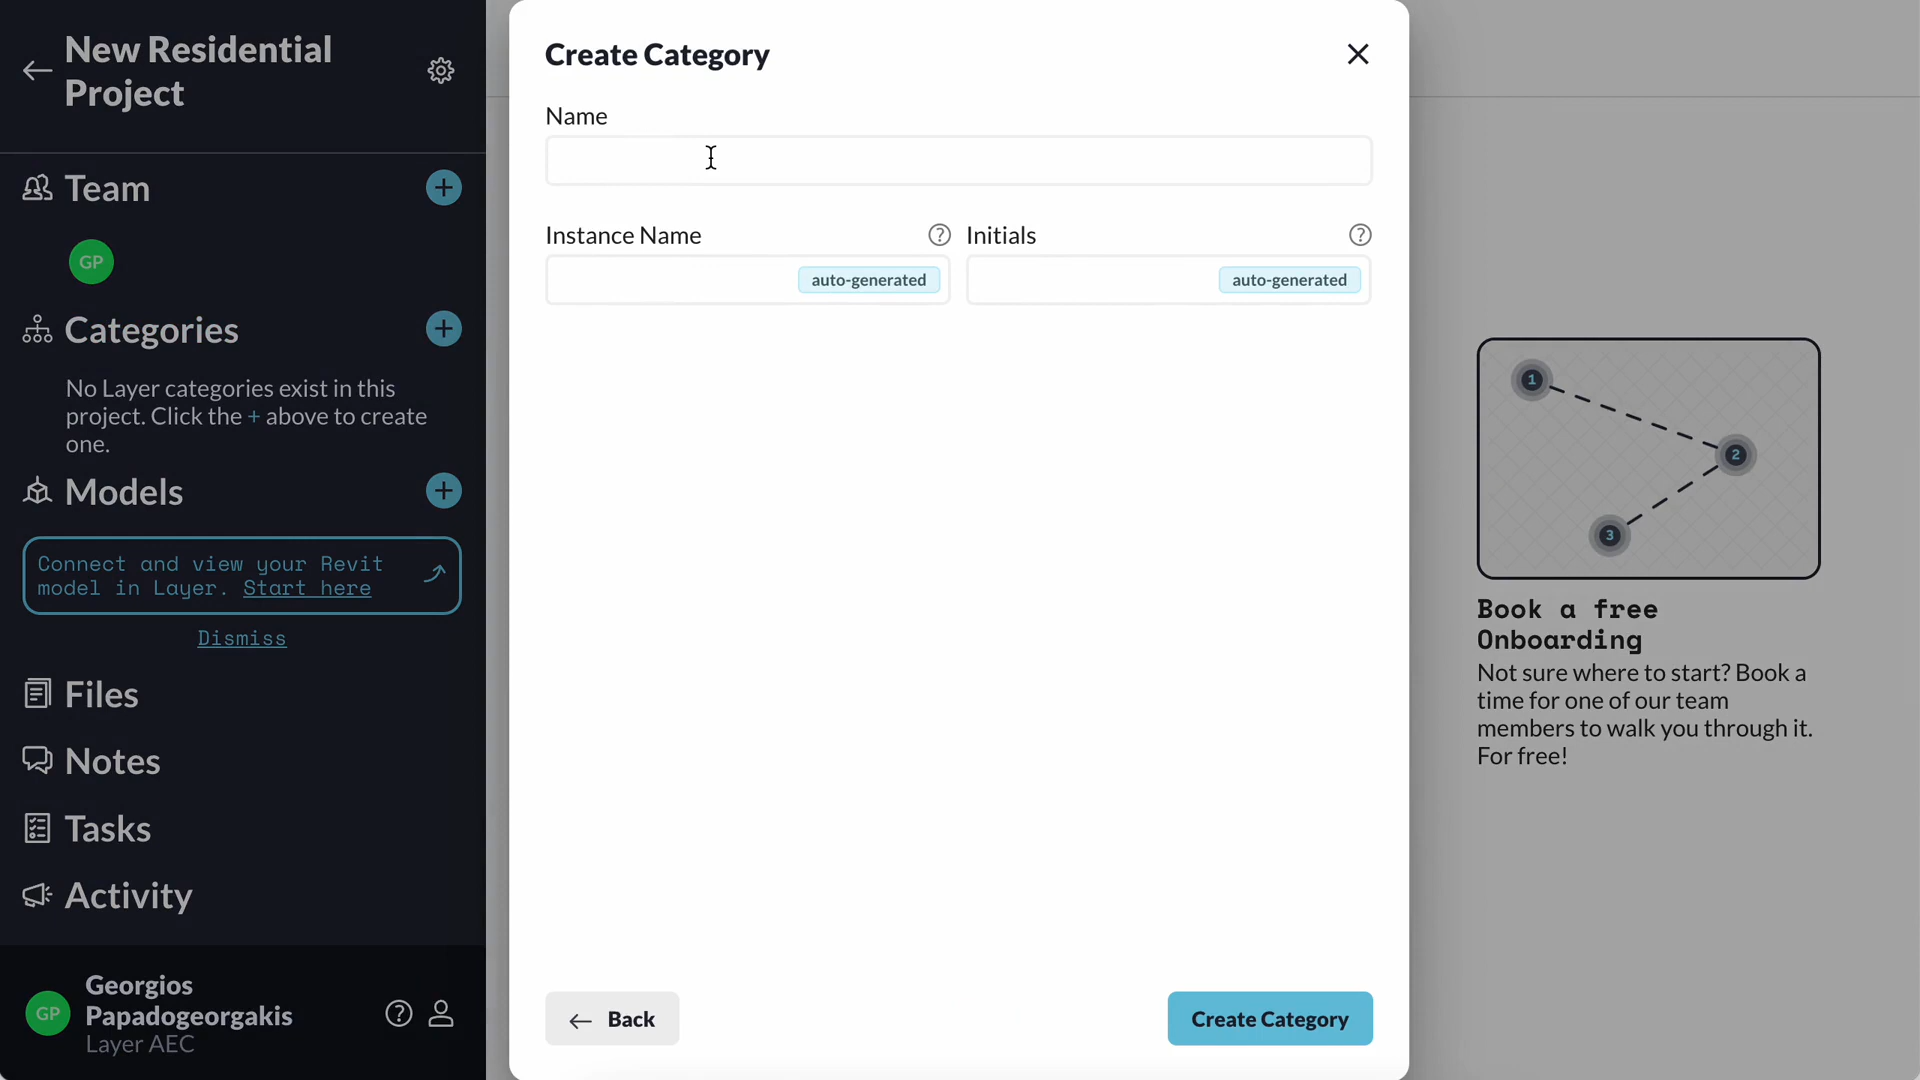 New Residential
Project
Team
GP
Categories
No Layer categories exist in this
project. Click the + above to create
one.
Models
Connect and view your Revit
model in Layer. Start here
Dismiss
Files
Notes
Tasks
Activity
GP
Georgios
Papadogeorgakis
Layer AEC
Create Category
Name
Instance Name
Initials
auto-generated
auto-generated
Back
Create Category
1
2
3
Book a free
Onboarding
Not sure where to start? Book a
time for one of our team
members to walk you through it.
For free!